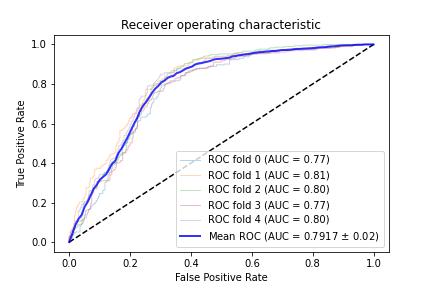 Receiver operating characteristic
True Positive Rate
1.0
0.8
0.6
0.4
0.2
0.0
ROC fold 0 (AUC = 0.77)
ROC fold 1 (AUC = 0.81)
ROC fold 2 (AUC = 0.80)
ROC fold 3 (AUC = 0.77)
ROC fold 4 (AUC = 0.80)
Mean ROC (AUC = 0.7917 ± 0.02)
0.0 0.2 0.4 0.6 0.8 1.0
False Positive Rate